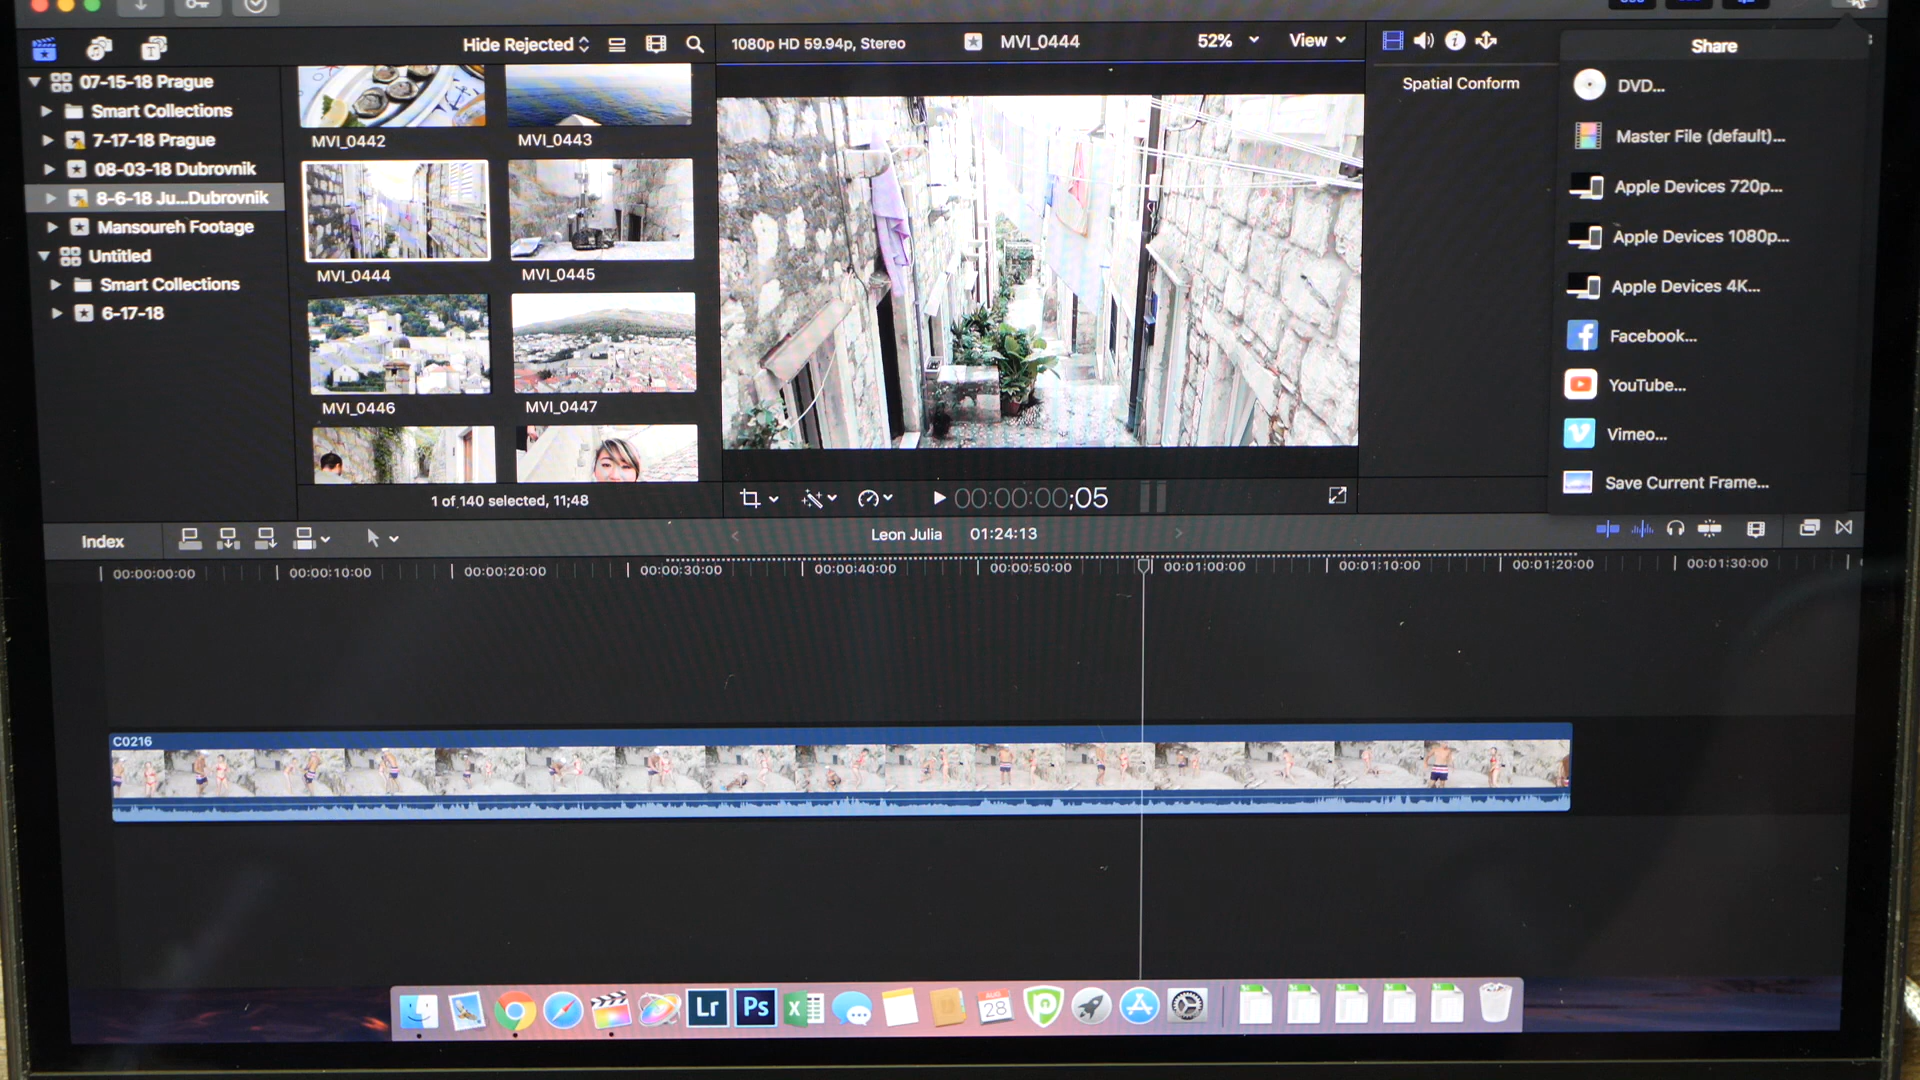 Hide Rejected
1080p HD 59.94p, Stereo
MVI_0444
52%
View
Share
07-15-18 Prague
Smart Collections
7-17-18 Prague
08-03-18 Dubrovnik
8-6-18 Ju...Dubrovnik
Mansoureh Footage
Untitled
Smart Collections
6-17-18
MVI_0442
MVI_0443
MVI_0444
MVI_0445
MVI_0446
MVI_0447
1 of 140 selected, 11;48
Spatial Conform
DVD...
Master File (default)...
Apple Devices 720p...
Apple Devices 1080p...
Apple Devices 4K...
Facebook...
YouTube...
Vimeo...
Save Current Frame...
00:00:00;05
Index
Leon Julia
01:24:13
00:00:00:00
00:00:10:00
00:00:20:00
00:00:30:00
00:00:40:00
00:00:50:00
00:01:00:00
00:01:10:00
00:01:20:00
00:01:30:00
C0216
Lr
Ps
AUG
28